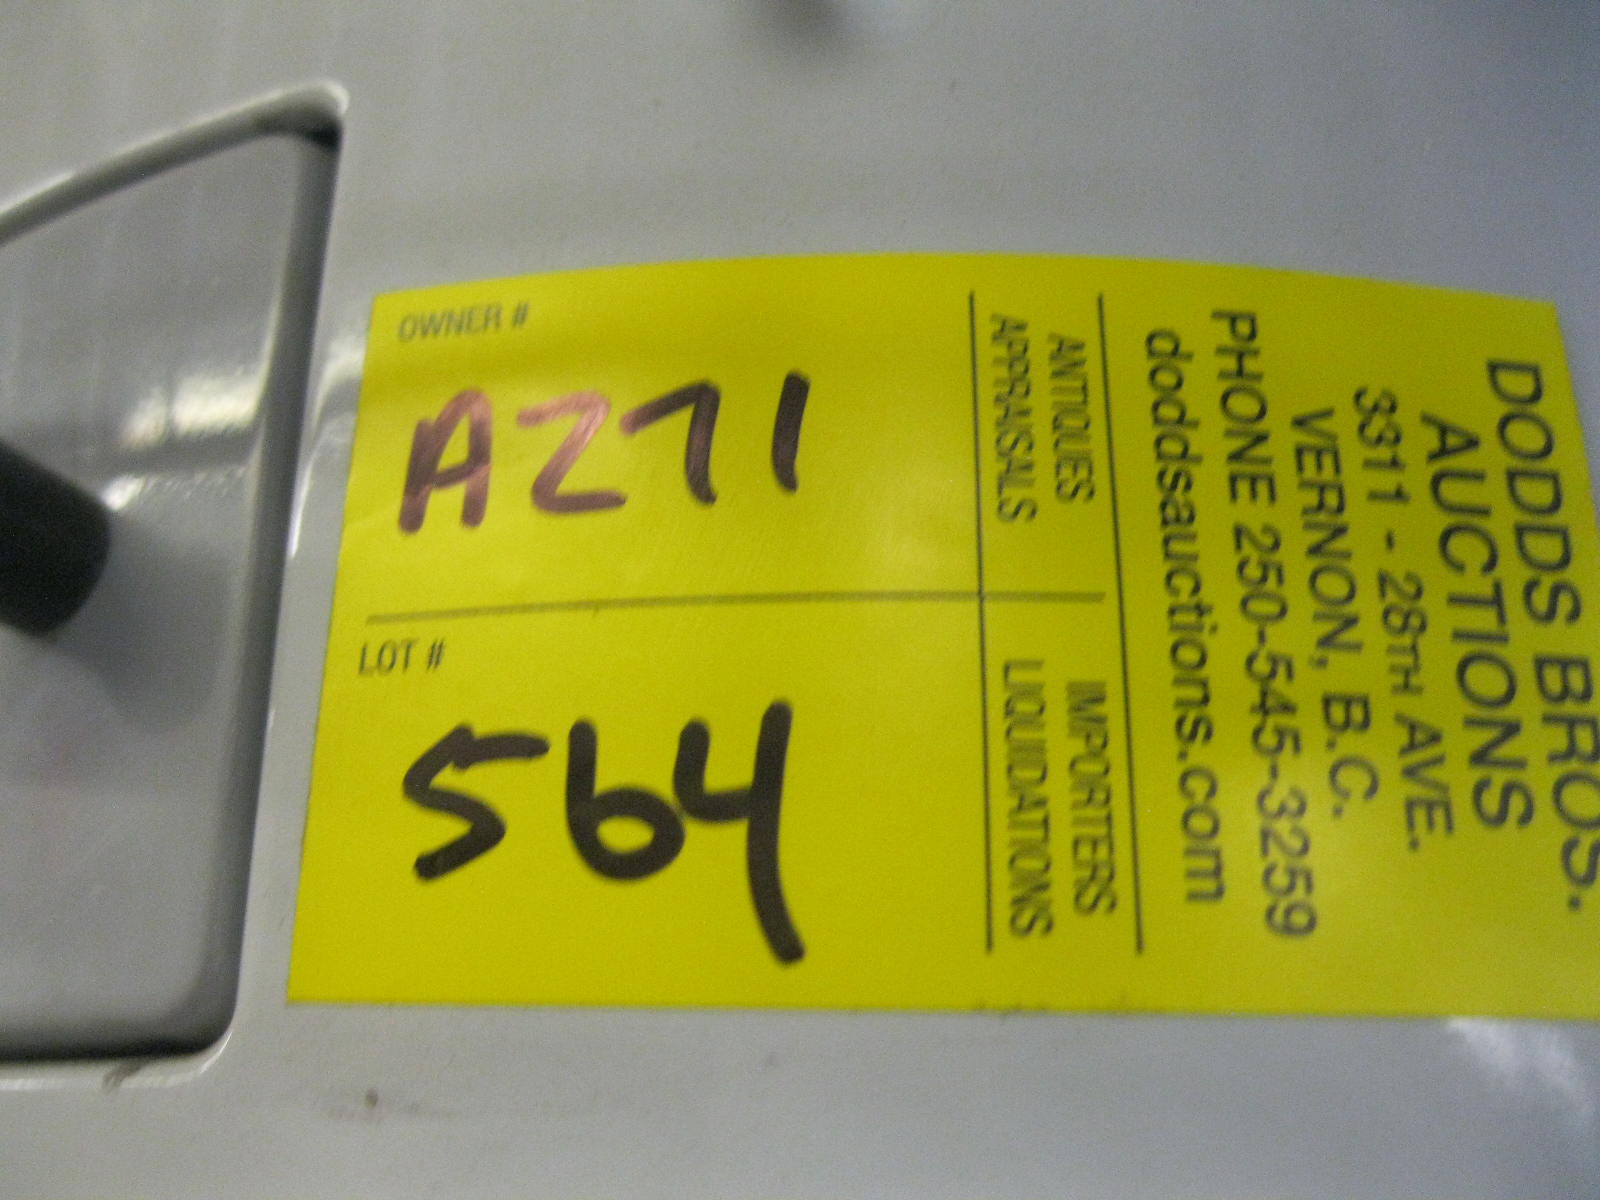 OWNER #
A271
LOT #
564
ANTIQUES
APPRAISALS
IMPORTERS
LIQUIDATIONS
DODDS BROS.
AUCTIONS
3311 - 28TH AVE.
VERNON, B.C.
PHONE 250-545-3259
doddsauctions.com